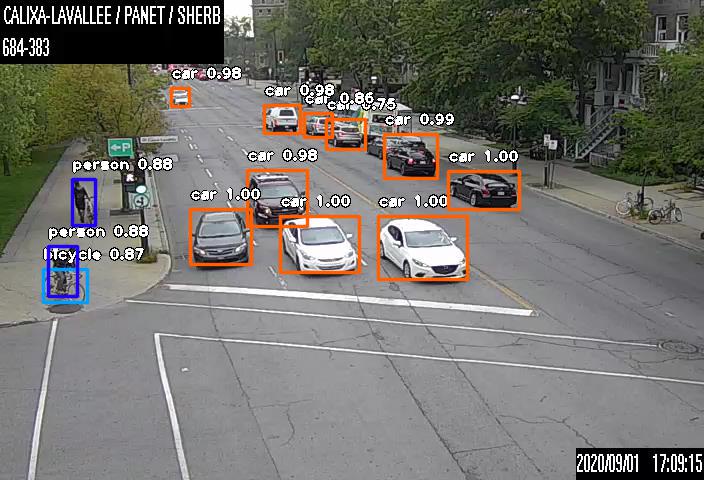 CALIXA-LAVALLEE / PANET / SHERB
684-383
car 0.98
car 0.98
car 0.86
0.75
car 0.99
person 0.88
car 0.98
car 1.00
car 1.00
car 1.00
car 1.00
person 0.88
bicycle 0.87
P
2020/09/01 17:09:15